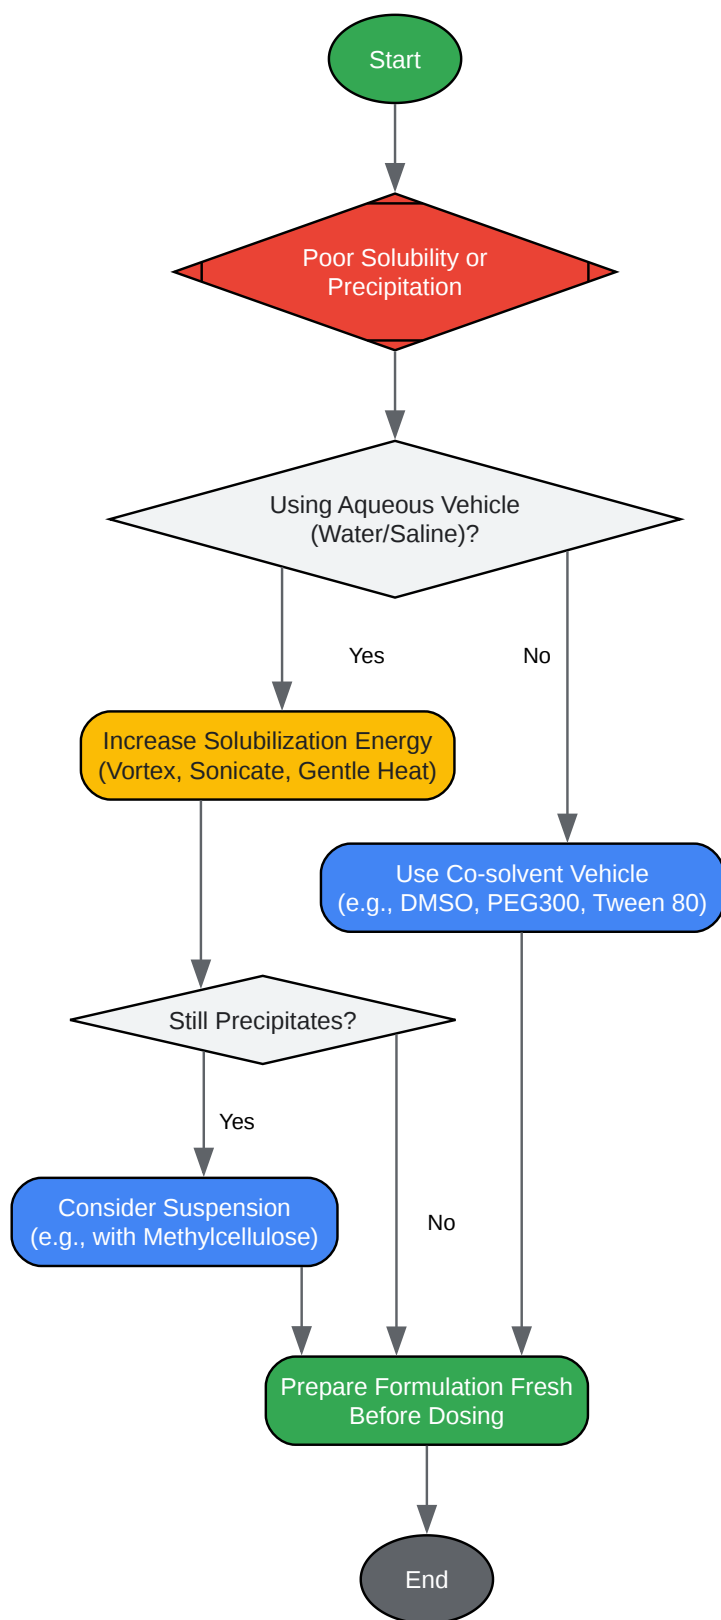 Start
Poor Solubility or
Precipitation
Using Aqueous Vehicle
(Water/Saline)?
Yes
No
Increase Solubilization Energy
(Vortex, Sonicate, Gentle Heat)
Use Co-solvent Vehicle
(e.g., DMSO, PEG300, Tween 80)
Still Precipitates?
Yes
Consider Suspension
(e.g., with Methylcellulose)
No
Prepare Formulation Fresh
Before Dosing
End